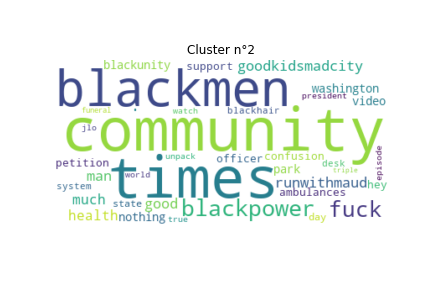 Cluster n°2
blackunity support goodkidsmadcity
blackmen washington
president video
funeral watch blackhair
community
jlo
unpack officer confusion
petition times park desk episode
man world runwithmaud hey triple
system ambulances
much state good blackpower fuck
health nothing true day